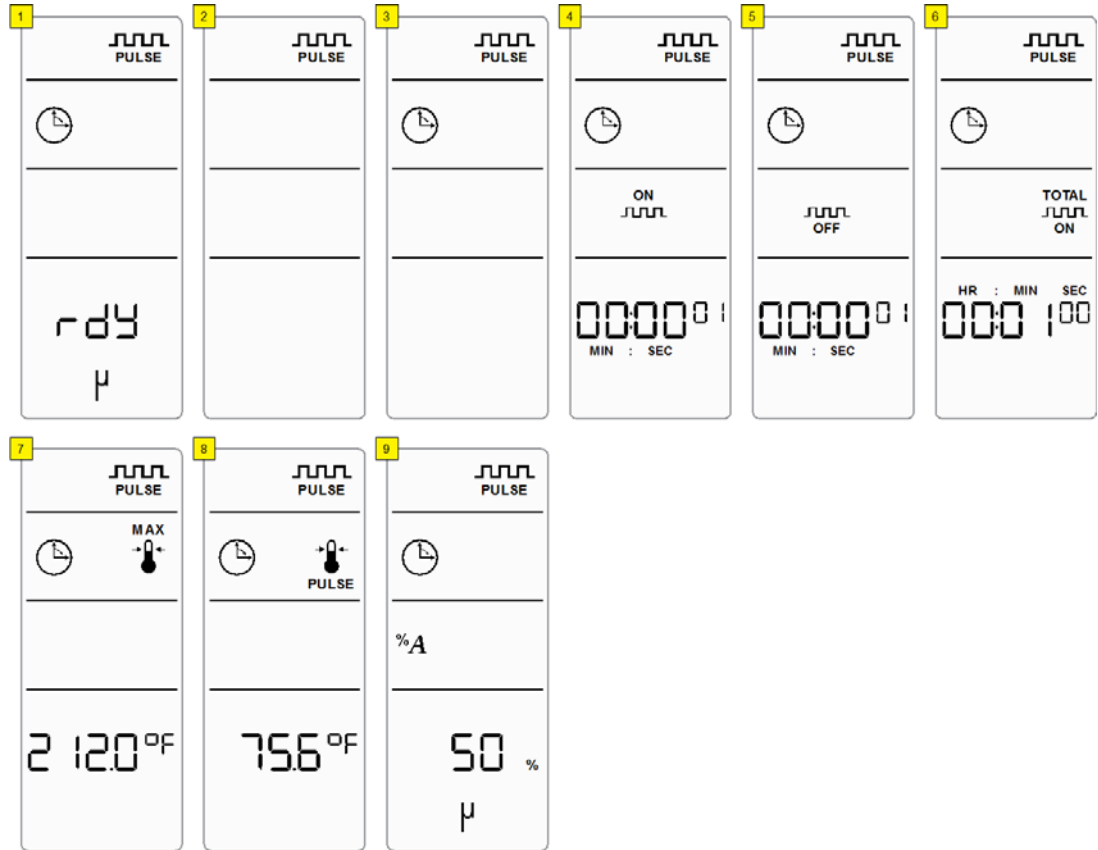 1
PULSE
rdy
µ
2
PULSE
3
PULSE
4
PULSE
ON
00:00 01
MIN : SEC
5
PULSE
OFF
00:00 01
MIN : SEC
6
PULSE
TOTAL
ON
HR : MIN SEC
00:01 00
7
PULSE
MAX
212.0 °F
8
PULSE
PULSE
75.6 °F
9
PULSE
%A
50 %
µ